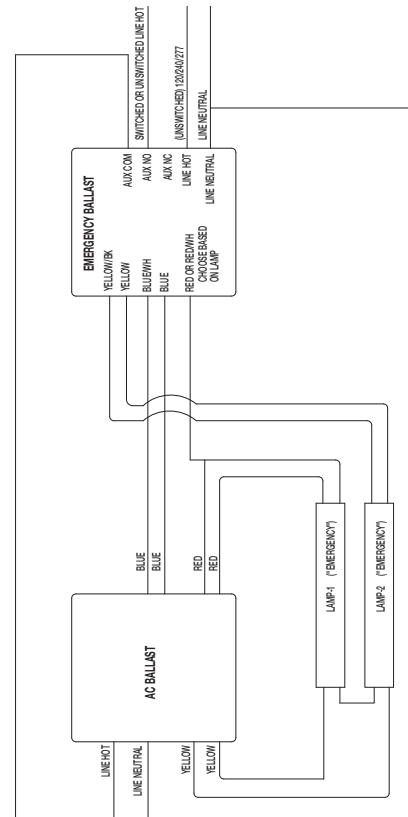 SWITCHED OR UNSWITCHED LINE HOT
(UNSWITCHED) 120/240/277
LINE NEUTRAL
EMERGENCY BALLAST
AUX COM
AUX NO
AUX NC
LINE HOT
LINE NEUTRAL
YELLOW/BK
YELLOW
BLUE/WH
BLUE
RED OR RED/WH
CHOOSE BASED
ON LAMP
BLUE
BLUE
RED
RED
AC BALLAST
LINE HOT
LINE NEUTRAL
YELLOW
YELLOW
LAMP-1 ("EMERGENCY")
LAMP-2 ("EMERGENCY")